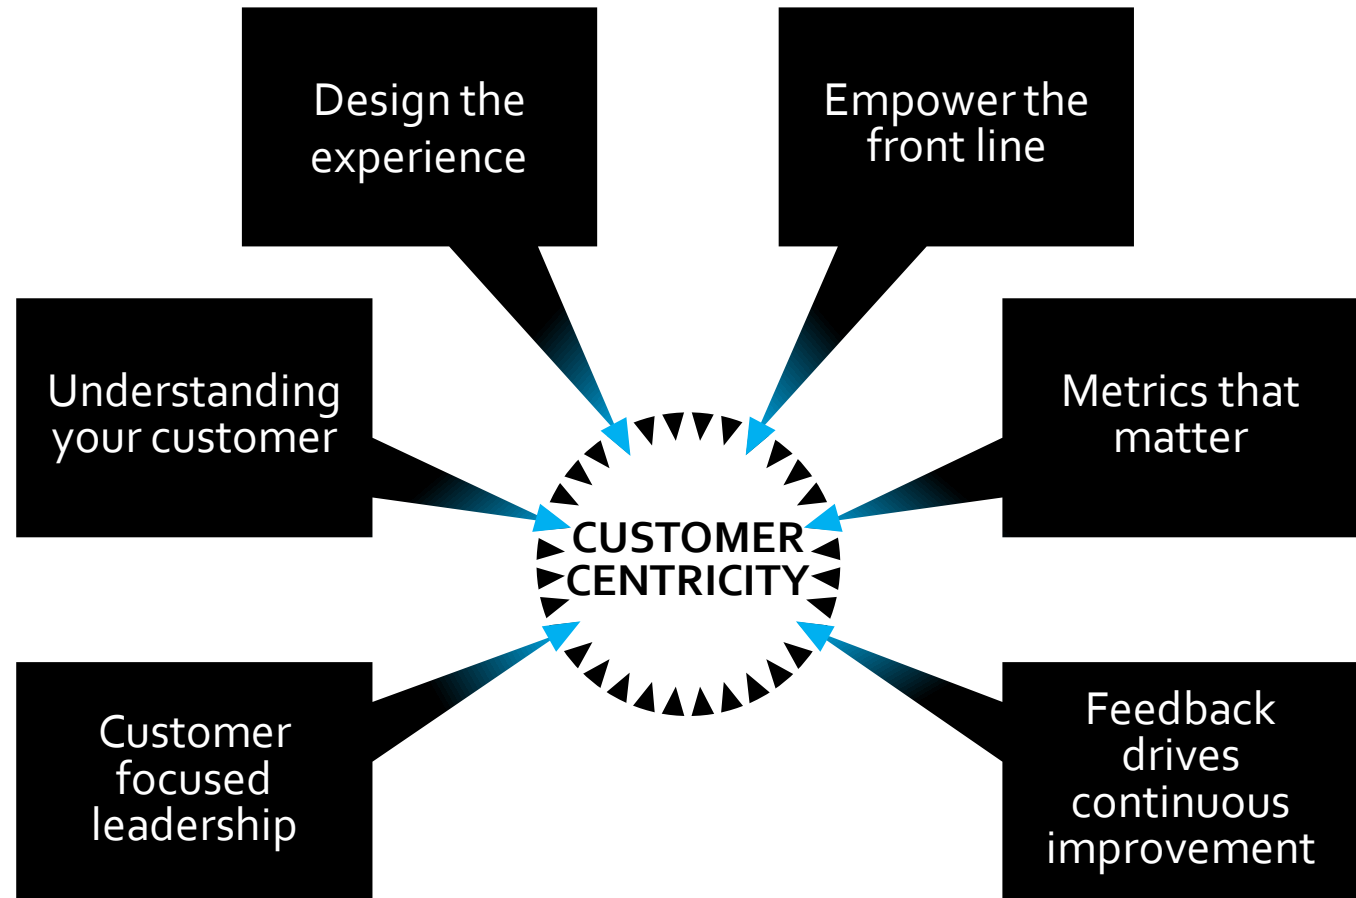 Design the
experience
Empower the
front line
Understanding
your customer
Metrics that
matter
CUSTOMER
CENTRICITY
Customer
focused
leadership
Feedback
drives
continuous
improvement